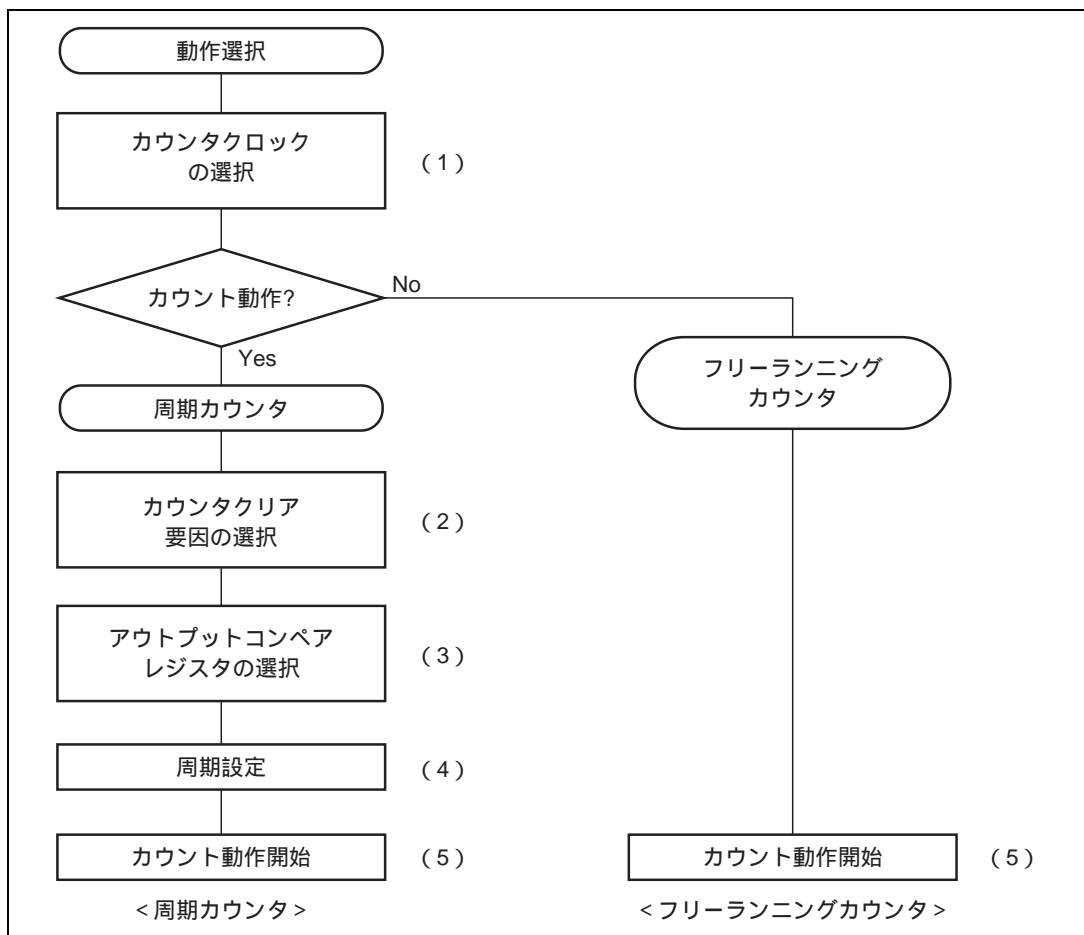 動作選択
カウンタクロック
の選択
(1)
カウント動作?
No
Yes
フリーランニング
カウンタ
周期カウンタ
カウンタクリア
要因の選択
(2)
アウトプットコンペア
レジスタの選択
(3)
周期設定
(4)
カウント動作開始
(5)
カウント動作開始
(5)
<周期カウンタ>
<フリーランニングカウンタ>